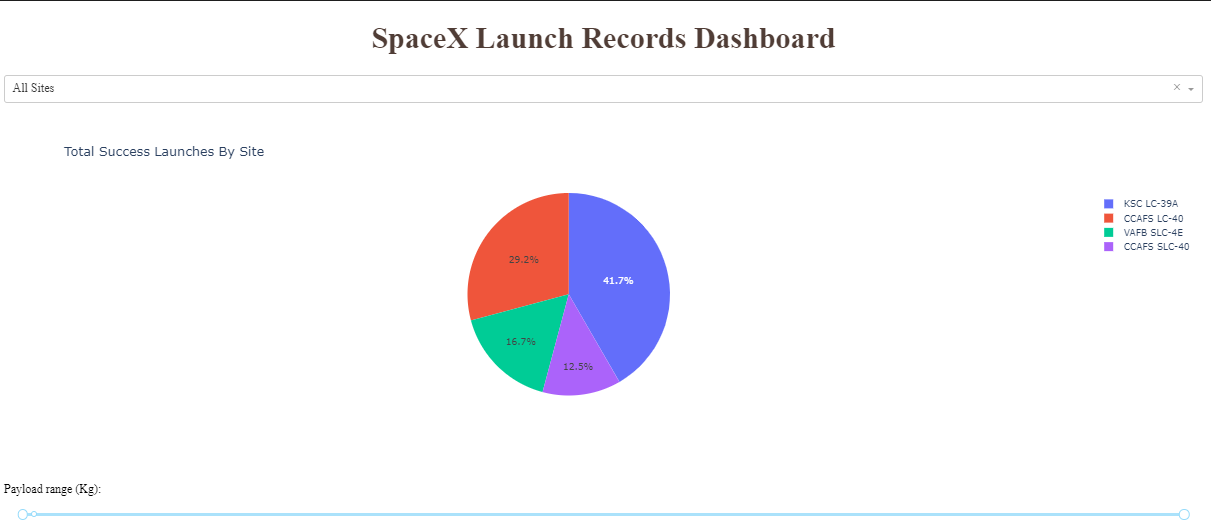 SpaceX Launch Records Dashboard
All Sites
×
Total Success Launches By Site
KSC LC-39A
CCAFS LC-40
VAFB SLC-4E
CCAFS SLC-40
29.2%
41.7%
16.7%
12.5%
Payload range (Kg):